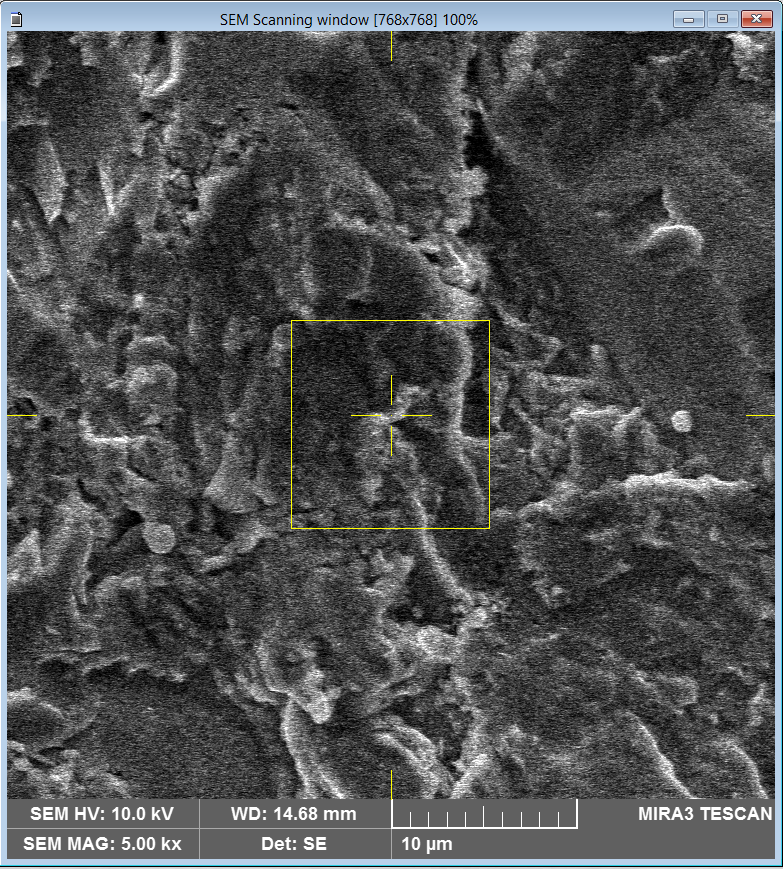 SEM Scanning window [768x768] 100%
SEM HV: 10.0 kV WD: 14.68 mm MIRA3 TESCAN
SEM MAG: 5.00 kx Det: SE 10 µm